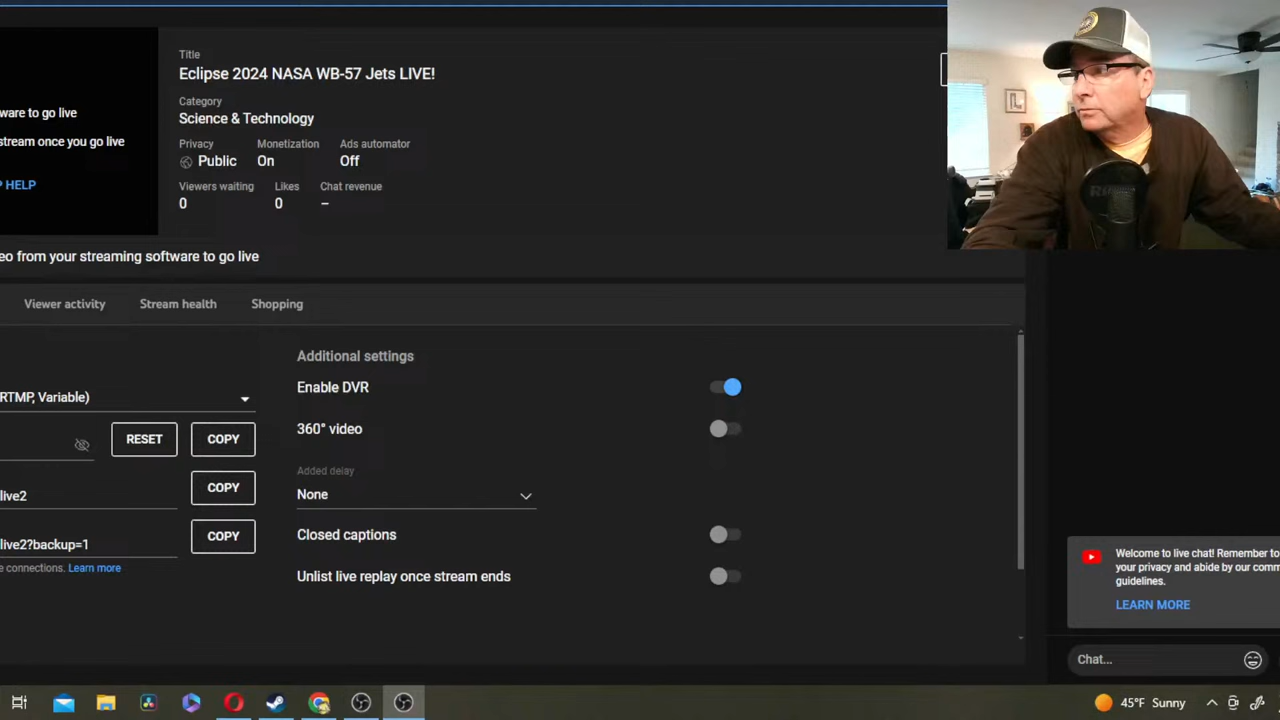 Title
Eclipse 2024 NASA WB-57 Jets LIVE!
Category
Science & Technology
ware to go live
stream once you go live
Privacy Monetization Ads automator
Public On Off
HELP
Viewers waiting Likes Chat revenue
0 0 –
eo from your streaming software to go live
Viewer activity Stream health Shopping
Additional settings
RTMP, Variable)
Enable DVR
RESET COPY
360° video
live2 COPY
Added delay
None
live2?backup=1 COPY
Closed captions
e connections. Learn more
Unlist live replay once stream ends
Welcome to live chat! Remember to
your privacy and abide by our comm
guidelines.
LEARN MORE
Chat...
45°F Sunny